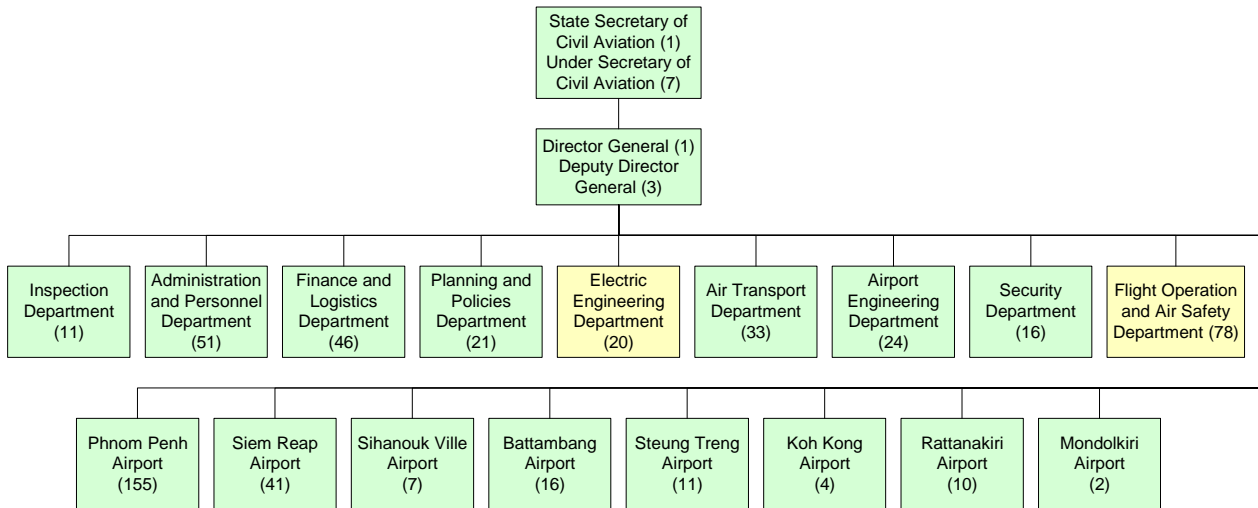 State Secretary of
Civil Aviation (1)
Under Secretary of
Civil Aviation (7)
Director General (1)
Deputy Director
General (3)
Inspection
Department
(11)
Administration
and Personnel
Department
(51)
Finance and
Logistics
Department
(46)
Planning and
Policies
Department
(21)
Electric
Engineering
Department
(20)
Air Transport
Department
(33)
Airport
Engineering
Department
(24)
Security
Department
(16)
Flight Operation
and Air Safety
Department (78)
Phnom Penh
Airport
(155)
Siem Reap
Airport
(41)
Sihanouk Ville
Airport
(7)
Battambang
Airport
(16)
Steung Treng
Airport
(11)
Koh Kong
Airport
(4)
Rattanakiri
Airport
(10)
Mondolkiri
Airport
(2)